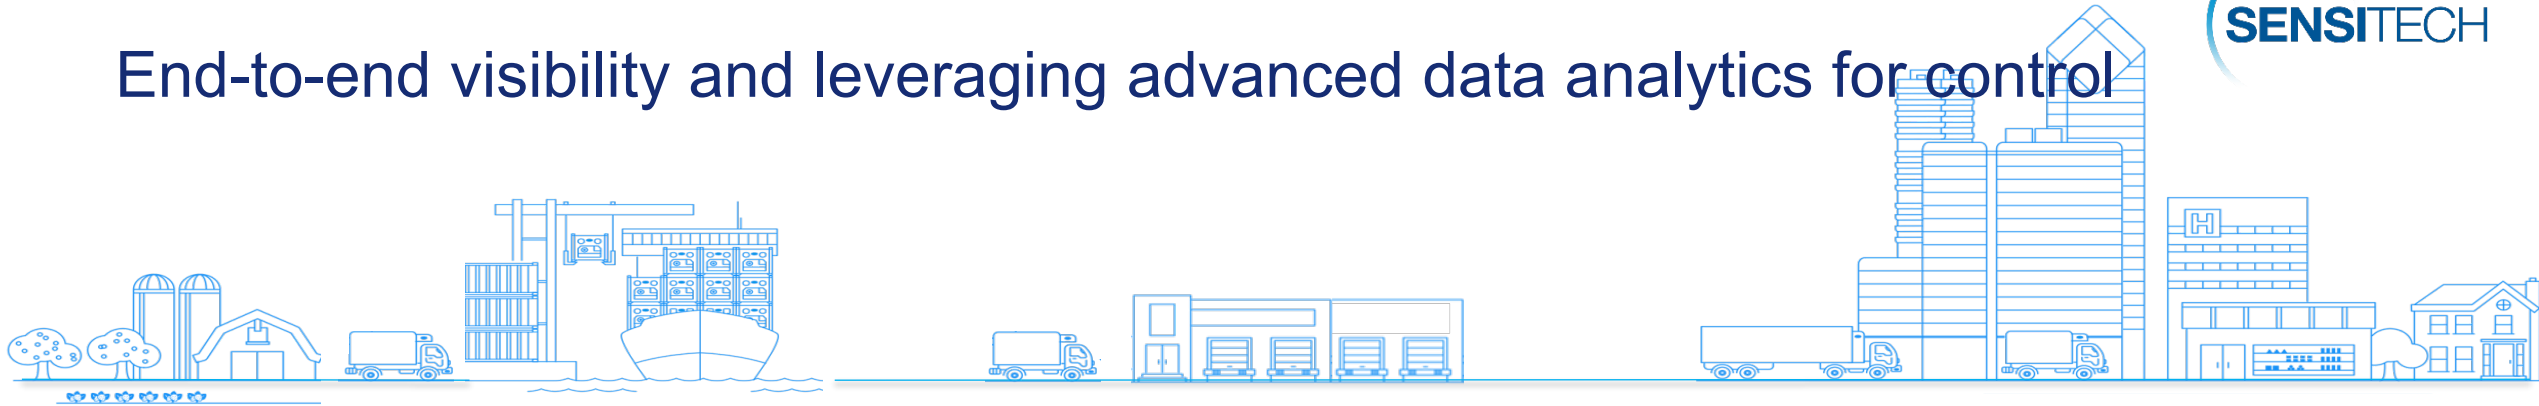 SENSITECH
End-to-end visibility and leveraging advanced data analytics for control
H